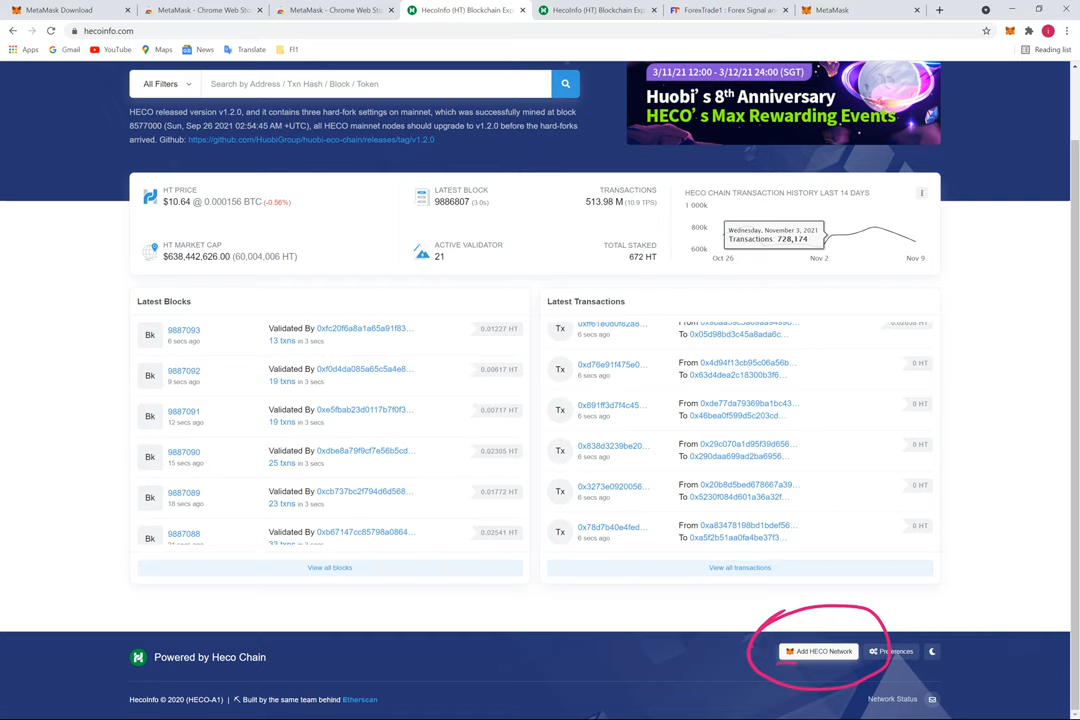 MetaMask Download
MetaMask - Chrome Web Sto
MetaMask - Chrome Web Sto
HecoInfo (HT) Blockchain Exp
HecoInfo (HT) Blockchain Exp
ForexTrade1 : Forex Signal and
MetaMask
hecoinfo.com
Apps
Gmail
YouTube
Maps
News
Translate
FI1
Reading list
All Filters
Search by Address / Txn Hash / Block / Token
HECO released version v1.2.0, and it contains three hard-fork settings on mainnet, which was successfully mined at block
8577000 (Sun, Sep 26 2021 02:54:45 AM +UTC), all HECO mainnet nodes should upgrade to v1.2.0 before the hard-forks
arrived. Github: https://github.com/HuobiGroup/huobi-eco-chain/releases/tag/v1.2.0
3/11/21 12:00 - 3/12/21 24:00 (SGT)
Huobi's 8th Anniversary
HECO's Max Rewarding Events
HT PRICE
$10.64 @ 0.000156 BTC (-0.56%)
HT MARKET CAP
$638,442,626.00 (60,004,006 HT)
LATEST BLOCK
9886807 (3.0s)
TRANSACTIONS
513.98 M (10.9 TPS)
ACTIVE VALIDATOR
21
TOTAL STAKED
672 HT
HECO CHAIN TRANSACTION HISTORY LAST 14 DAYS
1 000k
800k
600k
Wednesday, November 3, 2021
Transactions: 728,174
Oct 26
Nov 2
Nov 9
Latest Blocks
Bk 9887093 Validated By 0xfc20f6a8a1a65a91f83... 0.01227 HT
6 secs ago 13 txns in 3 secs
Bk 9887092 Validated By 0xf0d4da085a65c5a4e8... 0.00617 HT
9 secs ago 19 txns in 3 secs
Bk 9887091 Validated By 0xe5fbab23d0117b7f0f3... 0.00717 HT
12 secs ago 19 txns in 3 secs
Bk 9887090 Validated By 0xdbe8a79f9cf7e56b5cd... 0.02305 HT
15 secs ago 25 txns in 3 secs
Bk 9887089 Validated By 0xcb737bc2f794d6d568... 0.01772 HT
18 secs ago 23 txns in 3 secs
Bk 9887088 Validated By 0xb67147cc85798a0864... 0.02541 HT
View all blocks
Latest Transactions
Tx
6 secs ago To 0x05d98bd3c45a8ada6c...
Tx 0xd76e91f475e0... From 0x4d94f13cb95c06a56b... 0 HT
6 secs ago To 0x63d4dea2c18300b3f6...
Tx 0x691ff3d7f4c45... From 0xde77da79369ba1bc43... 0 HT
6 secs ago To 0x46bea0f599d5c203cd...
Tx 0x838d3239be20... From 0x29c070a1d95f39d656... 0 HT
6 secs ago To 0x290daa699ad2ba6956...
Tx 0x3273e0920056... From 0x20b8d5bed678667a39... 0 HT
6 secs ago To 0x5230f084d601a36a32f...
Tx 0x78d7b40e4fed... From 0xa83478198bd1bdef56... 0 HT
6 secs ago To 0xa5f2b51aa0fa4be37f3...
View all transactions
Powered by Heco Chain
Add HECO Network
Preferences
HecoInfo © 2020 (HECO-A1) | Built by the same team behind Etherscan
Network Status